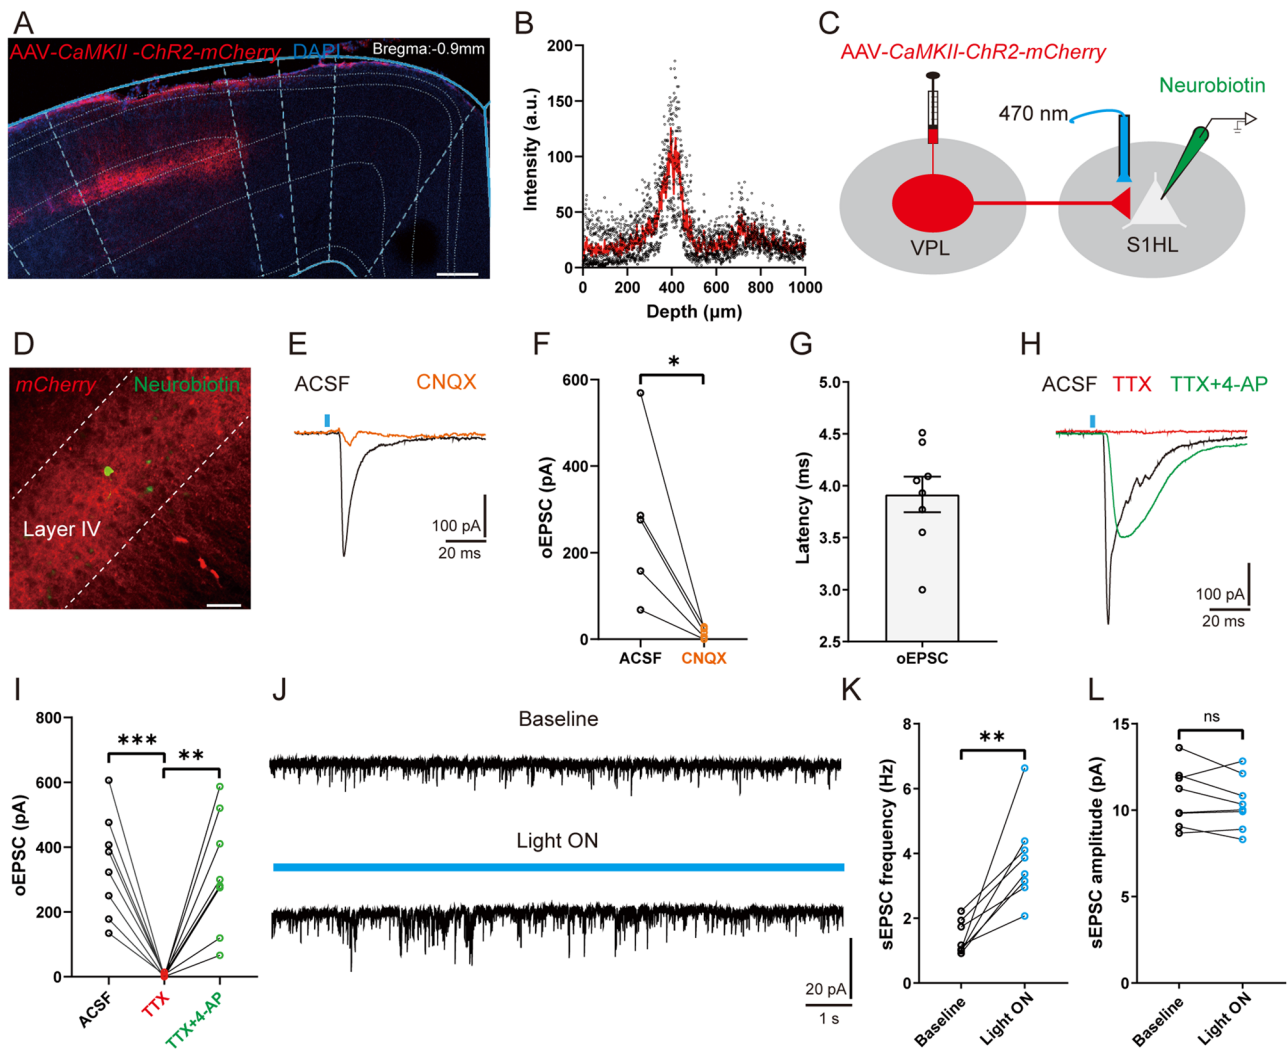 A
AAV-CaMKII -ChR2-mCherry DAPI
Bregma:-0.9mm
B
200
150
100
50
0
Intensity (a.u.)
0 200 400 600 800 1000
Depth (μm)
C
AAV-CaMKII-ChR2-mCherry
Neurobiotin
470 nm
VPL
S1HL
D
mCherry Neurobiotin
Layer IV
E
ACSF CNQX
100 pA
20 ms
F
*
600
400
200
0
oEPSC (pA)
ACSF CNQX
G
5.0
4.5
4.0
3.5
3.0
2.5
Latency (ms)
oEPSC
H
ACSF TTX TTX+4-AP
100 pA
20 ms
I
800
600
400
200
0
oEPSC (pA)
*** **
ACSF TTX TTX+4-AP
J
Baseline
Light ON
20 pA
1 s
K
8
6
4
2
0
sEPSC frequency (Hz)
**
Baseline Light ON
L
15
10
5
0
sEPSC amplitude (pA)
ns
Baseline Light ON